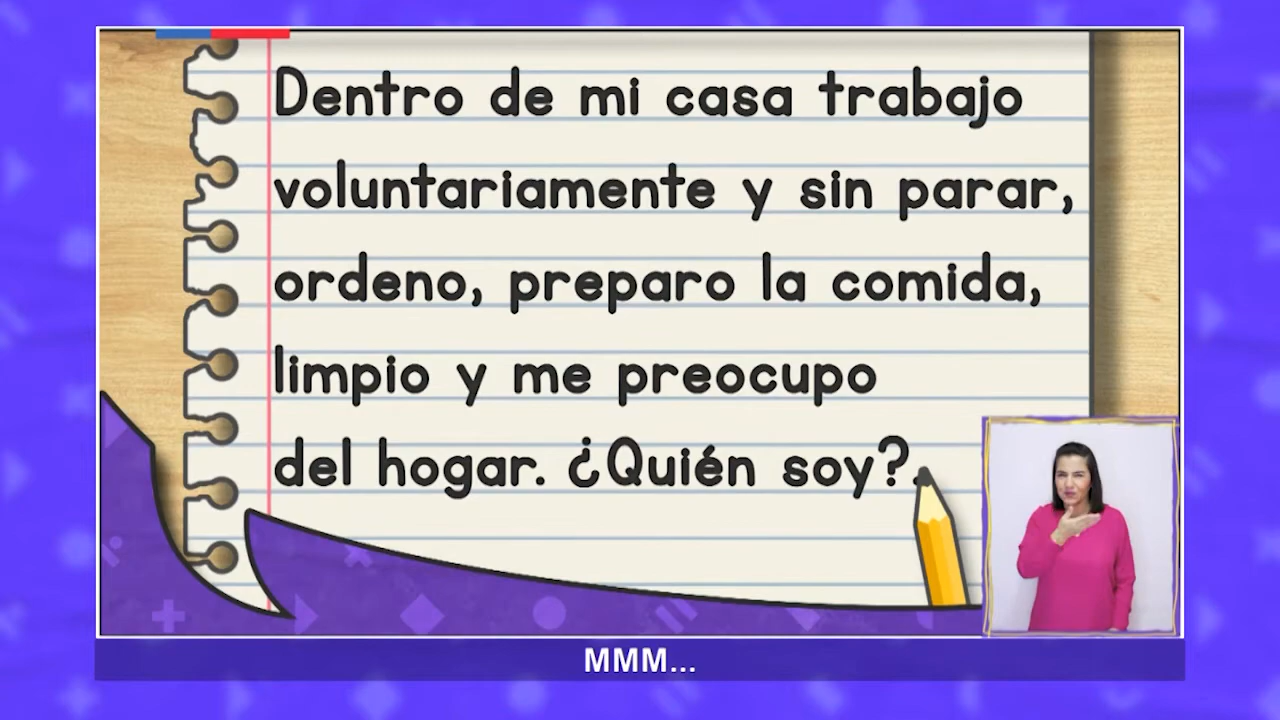 Dentro de mi casa trabajo
voluntariamente y sin parar,
ordeno, preparo la comida,
limpio y me preocupo
del hogar. ¿Quién soy?.
MMM...